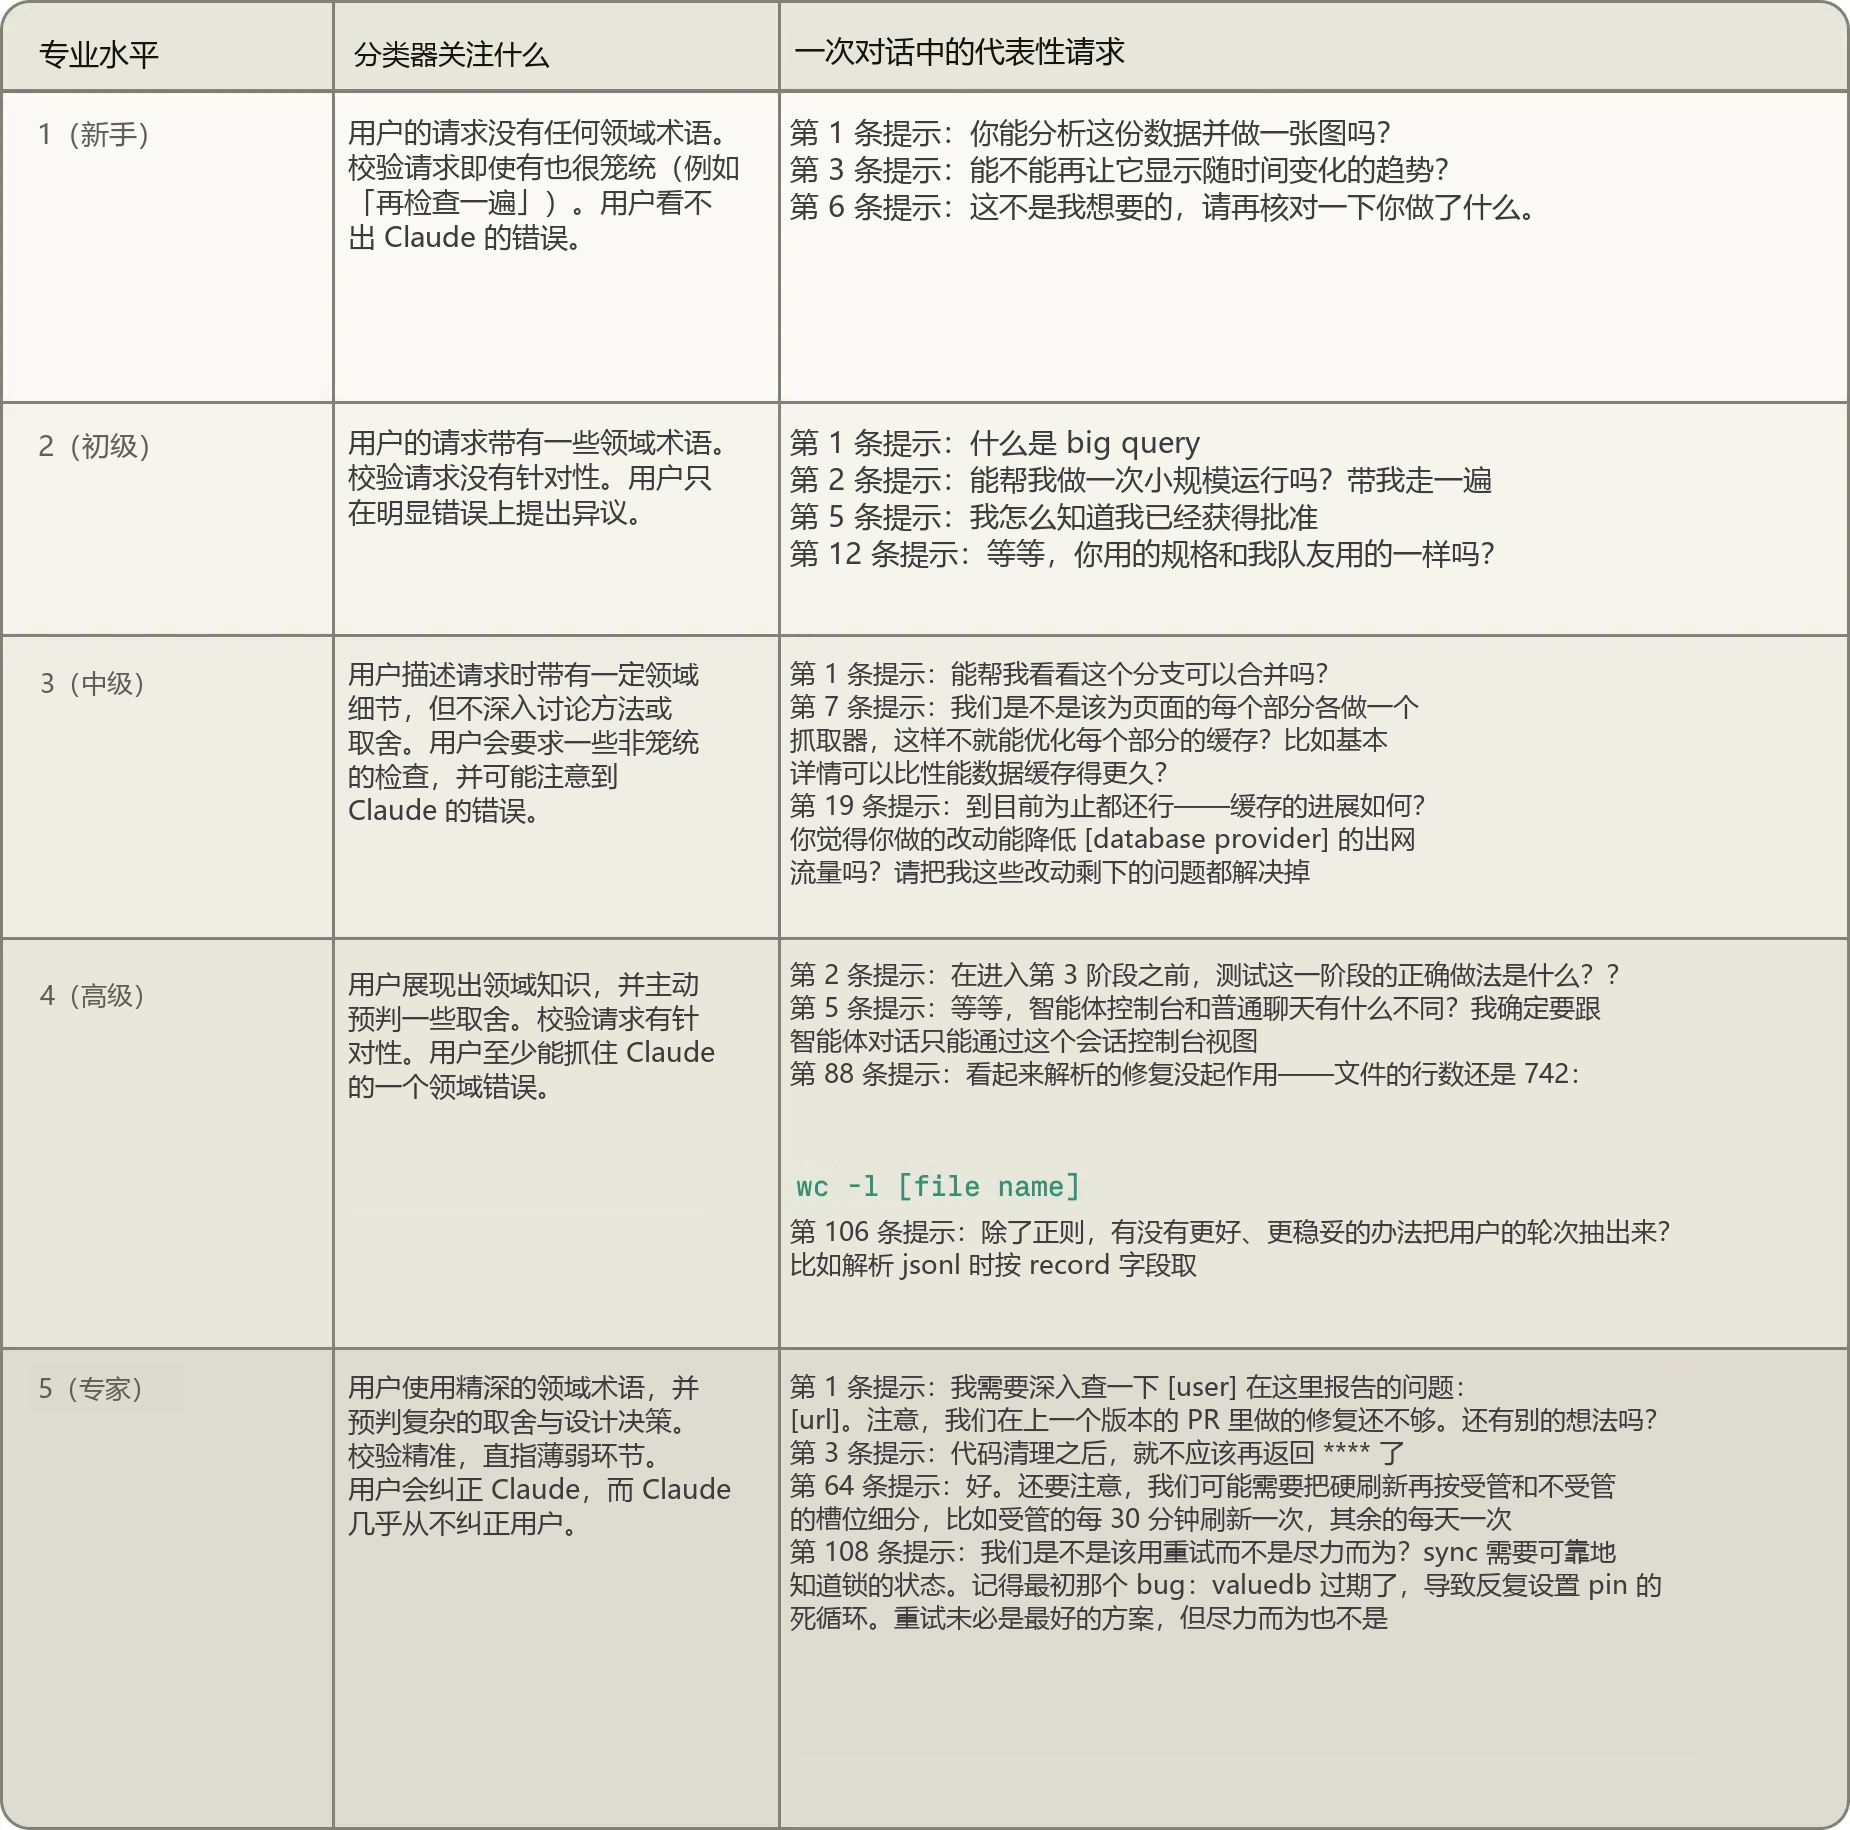 专业水平
分类器关注什么
一次对话中的代表性请求
1（新手）
用户的请求没有任何领域术语。
校验请求即使有也很笼统（例如
「再检查一遍」）。用户看不
出 Claude 的错误。
第 1 条提示：你能分析这份数据并做一张图吗？
第 3 条提示：能不能再让它显示随时间变化的趋势？
第 6 条提示：这不是我想要的，请再核对一下你做了什么。
2（初级）
用户的请求带有一些领域术语。
校验请求没有针对性。用户只
在明显错误上提出异议。
第 1 条提示：什么是 big query
第 2 条提示：能帮我做一次小规模运行吗？带我走一遍
第 5 条提示：我怎么知道我已经获得批准
第 12 条提示：等等，你用的规格和我队友用的一样吗？
3（中级）
用户描述请求时带有一定领域
细节，但不深入讨论方法或
取舍。用户会要求一些非笼统
的检查，并可能注意到
Claude 的错误。
第 1 条提示：能帮我看看这个分支可以合并吗？
第 7 条提示：我们是不是该为页面的每个部分各做一个
抓取器，这样不就能优化每个部分的缓存？比如基本
详情可以比性能数据缓存得更久？
第 19 条提示：到目前为止都还行——缓存的进展如何？
你觉得你做的改动能降低 [database provider] 的出网
流量吗？请把我这些改动剩下的问题都解决掉
4（高级）
用户展现出领域知识，并主动
预判一些取舍。校验请求有针
对性。用户至少能抓住 Claude
的一个领域错误。
第 2 条提示：在进入第 3 阶段之前，测试这一阶段的正确做法是什么？？
第 5 条提示：等等，智能体控制台和普通聊天有什么不同？我确定要跟
智能体对话只能通过这个会话控制台视图
第 88 条提示：看起来解析的修复没起作用——文件的行数还是 742：
wc -l [file name]
第 106 条提示：除了正则，有没有更好、更稳妥的办法把用户的轮次抽出来？
比如解析 jsonl 时按 record 字段取
5（专家）
用户使用精深的领域术语，并
预判复杂的取舍与设计决策。
校验精准，直指薄弱环节。
用户会纠正 Claude，而 Claude
几乎从不纠正用户。
第 1 条提示：我需要深入查一下 [user] 在这里报告的问题：
[url]。注意，我们在上一个版本的 PR 里做的修复还不够。还有别的想法吗？
第 3 条提示：代码清理之后，就不应该再返回 **** 了
第 64 条提示：好。还要注意，我们可能需要把硬刷新再按受管和不受管
的槽位细分，比如受管的每 30 分钟刷新一次，其余的每天一次
第 108 条提示：我们是不是该用重试而不是尽力而为？sync 需要可靠地
知道锁的状态。记得最初那个 bug：valuedb 过期了，导致反复设置 pin 的
死循环。重试未必是最好的方案，但尽力而为也不是